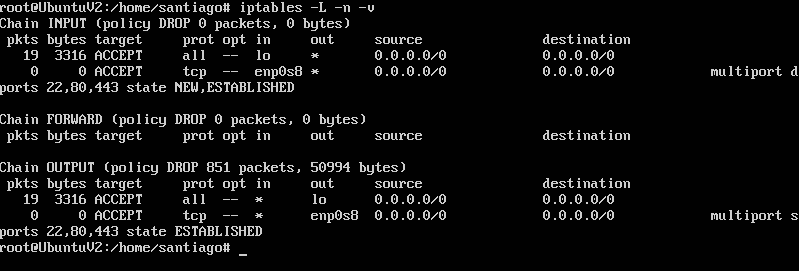 root@UbuntuV2:/home/santiago# iptables -L -n -v
Chain INPUT (policy DROP 0 packets, 0 bytes)
 pkts bytes target     prot opt in     out     source               destination
   19  3316 ACCEPT     all  --  lo     *       0.0.0.0/0            0.0.0.0/0
    0     0 ACCEPT     tcp  --  enp0s8 *       0.0.0.0/0            0.0.0.0/0            multiport d
ports 22,80,443 state NEW,ESTABLISHED
Chain FORWARD (policy DROP 0 packets, 0 bytes)
 pkts bytes target     prot opt in     out     source               destination
Chain OUTPUT (policy DROP 851 packets, 50994 bytes)
 pkts bytes target     prot opt in     out     source               destination
   19  3316 ACCEPT     all  --  *      lo      0.0.0.0/0            0.0.0.0/0
    0     0 ACCEPT     tcp  --  *      enp0s8  0.0.0.0/0            0.0.0.0/0            multiport s
ports 22,80,443 state ESTABLISHED
root@UbuntuV2:/home/santiago# _